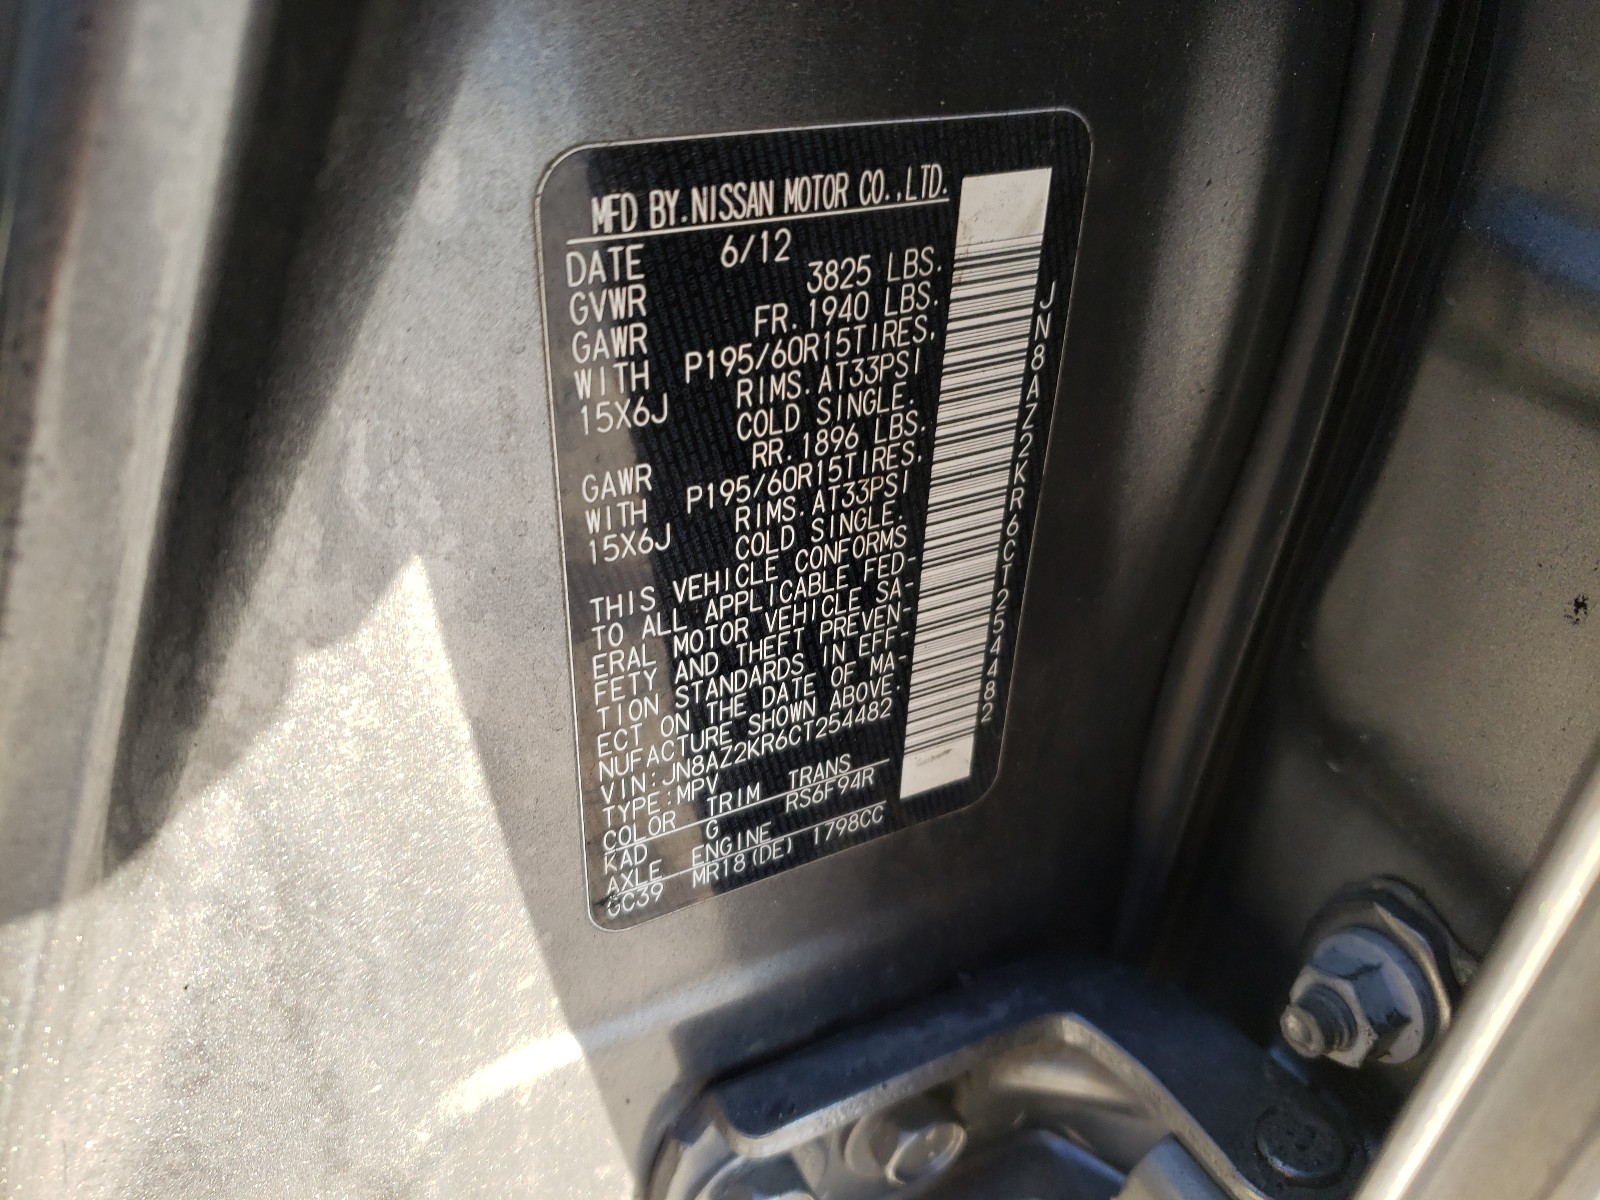 MFD BY.NISSAN MOTOR CO.,LTD.
DATE 6/12
GVWR 3825 LBS.
GAWR FR. 1940 LBS.
WITH P195/60R15TIRES,
15X6J RIMS. AT33PSI
COLD SINGLE.
GAWR RR. 1896 LBS.
WITH P195/60R15TIRES,
15X6J RIMS. AT33PSI
COLD SINGLE.
THIS VEHICLE CONFORMS
TO ALL APPLICABLE FED-
ERAL MOTOR VEHICLE SA-
FETY AND THEFT PREVEN-
TION STANDARDS IN EFF-
ECT ON THE DATE OF MA-
NUFACTURE SHOWN ABOVE.
VIN:JN8AZ2KR6CT254482
TYPE:MPV
COLOR TRIM TRANS
KAD G RS6F94R
AXLE ENGINE
GC39 MR18(DE) 1798CC
JN8AZ2KR6CT254482